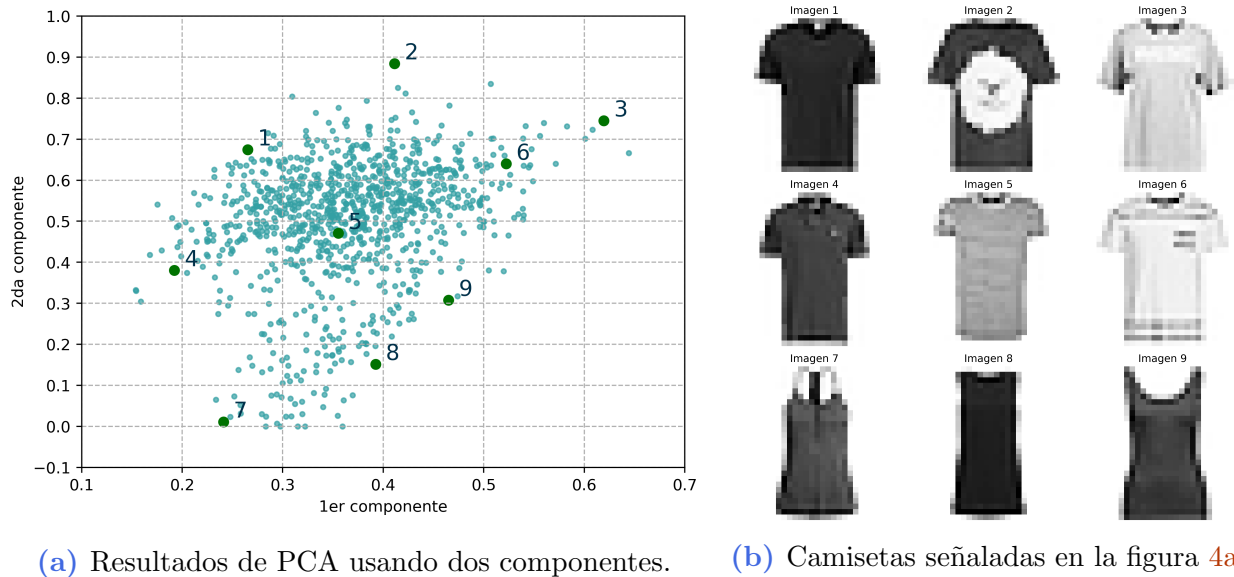 1.0
0.9
0.8
0.7
0.6
0.5
0.4
0.3
0.2
0.1
0.0
−0.1
0.1
0.2
0.3
0.4
0.5
0.6
0.7
2da componente
1er componente
1
2
3
4
5
6
7
8
9
Imagen 1
Imagen 2
Imagen 3
Imagen 4
Imagen 5
Imagen 6
Imagen 7
Imagen 8
Imagen 9
(a) Resultados de PCA usando dos componentes.
(b) Camisetas señaladas en la figura 4a